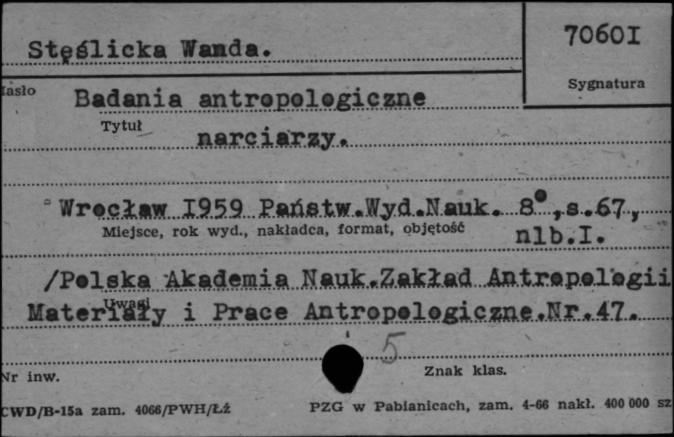 Stęślicka Wanda.
70601
Sygnatura
Hasło
Badania antropologiczne
Tytuł
narciarzy.
Wrocław I959 Państw.Wyd.Nauk. 8°,s.67,
Miejsce, rok wyd., nakładca, format, objętość
nlb.I.
/Polska Akademia Nauk.Zakład Antropologii
Uwagi
Materiały i Prace Antropologiczne.Nr.47.
5
Nr inw.
Znak klas.
CWD/B-15a zam. 4066/PWH/Łź
PZG w Pabianicach, zam. 4-66 nakł. 400 000 sz